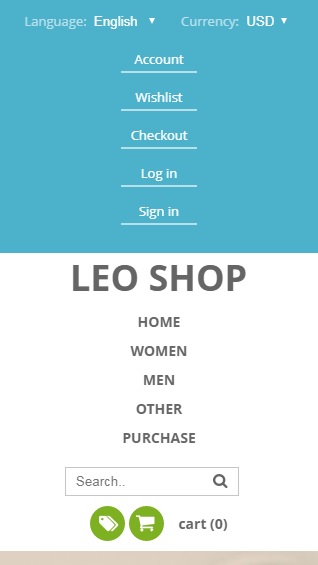 Language: English Currency: USD
Account
Wishlist
Checkout
Log in
Sign in
LEO SHOP
HOME
WOMEN
MEN
OTHER
PURCHASE
Search..
cart (0)